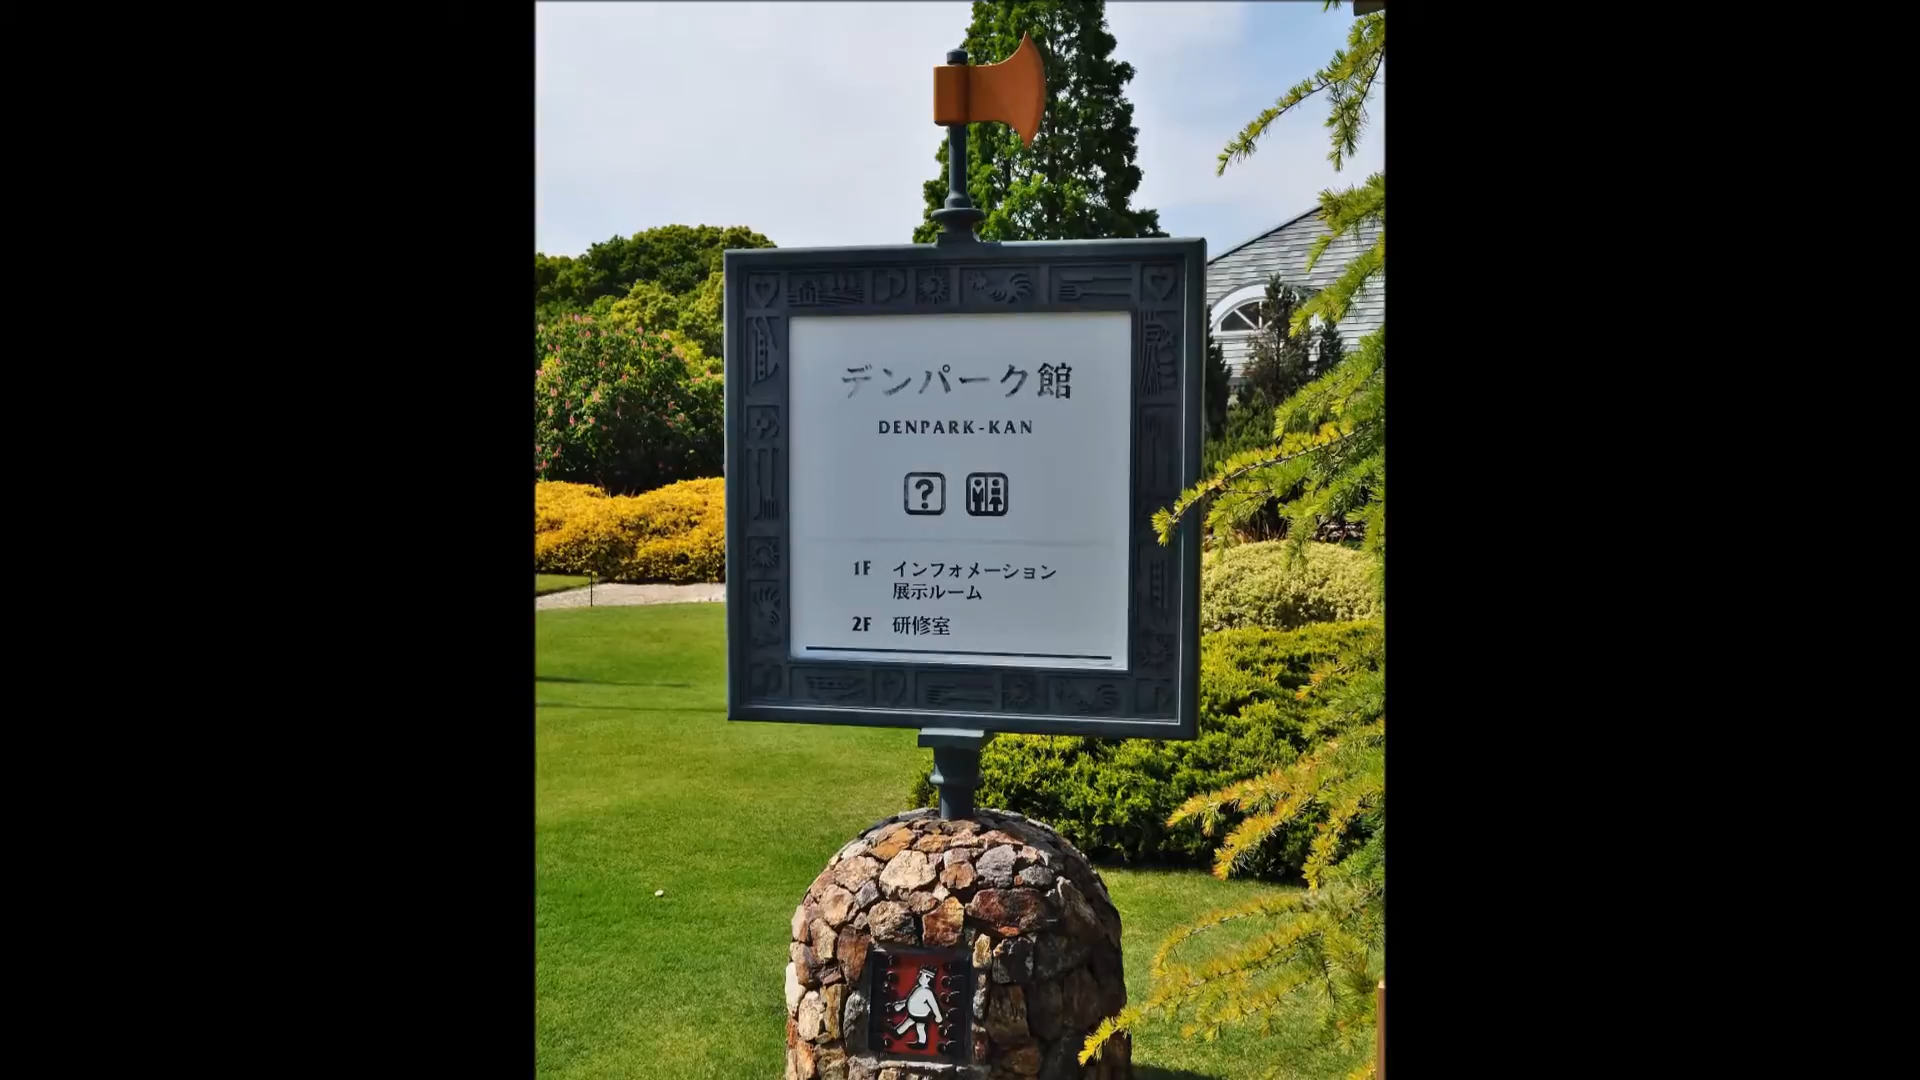 デンパーク館
DENPARK-KAN
?
1F インフォメーション
展示ルーム
2F 研修室